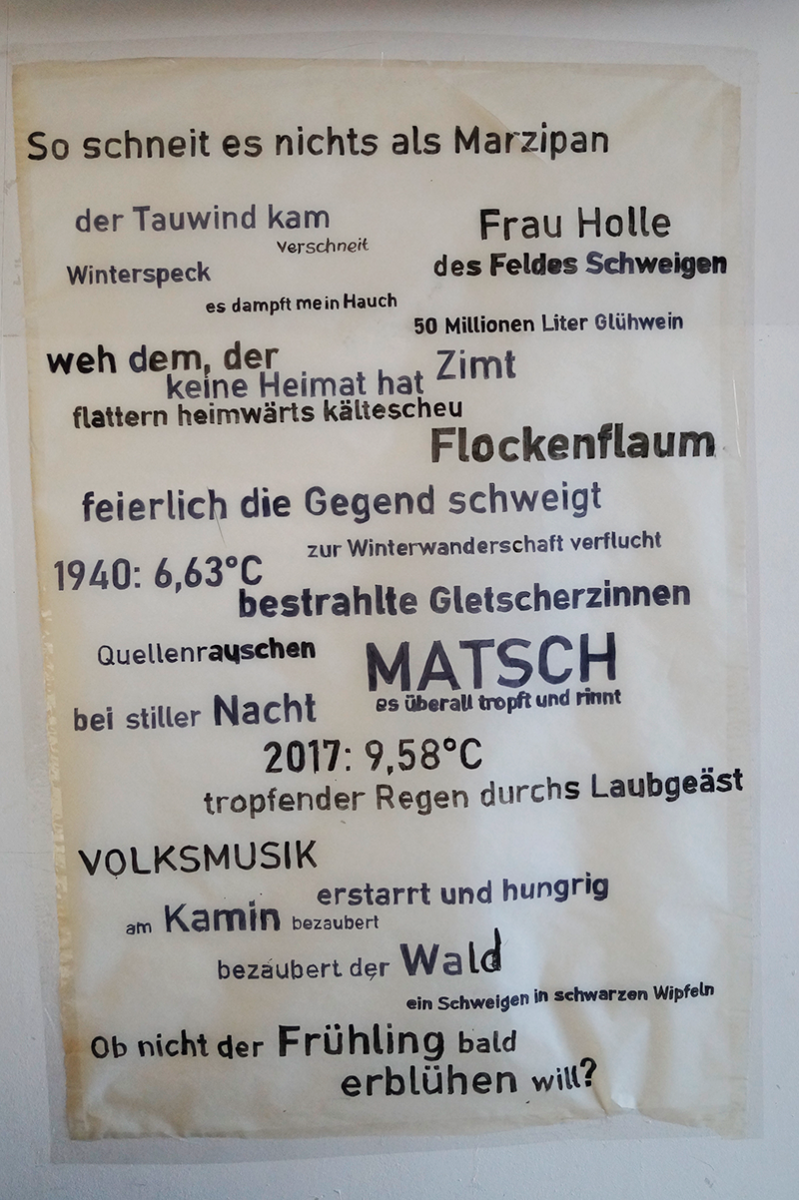 So schneit es nichts als Marzipan
der Tauwind kam
Frau Holle
verschneit
des Feldes Schweigen
Winterspeck
es dampft mein Hauch
50 Millionen Liter Glühwein
weh dem, der
Zimt
keine Heimat hat
flattern heimwärts kältescheu
Flockenflaum
feierlich die Gegend schweigt
zur Winterwanderschaft verflucht
1940: 6,63°C
bestrahlte Gletscherzinnen
Quellenrauschen
MATSCH
es überall tropft und rinnt
bei stiller Nacht
2017: 9,58°C
tropfender Regen durchs Laubgeäst
VOLKSMUSIK
erstarrt und hungrig
am Kamin bezaubert
bezaubert der Wald
ein Schweigen in schwarzen Wipfeln
Ob nicht der Frühling bald
erblühen will?